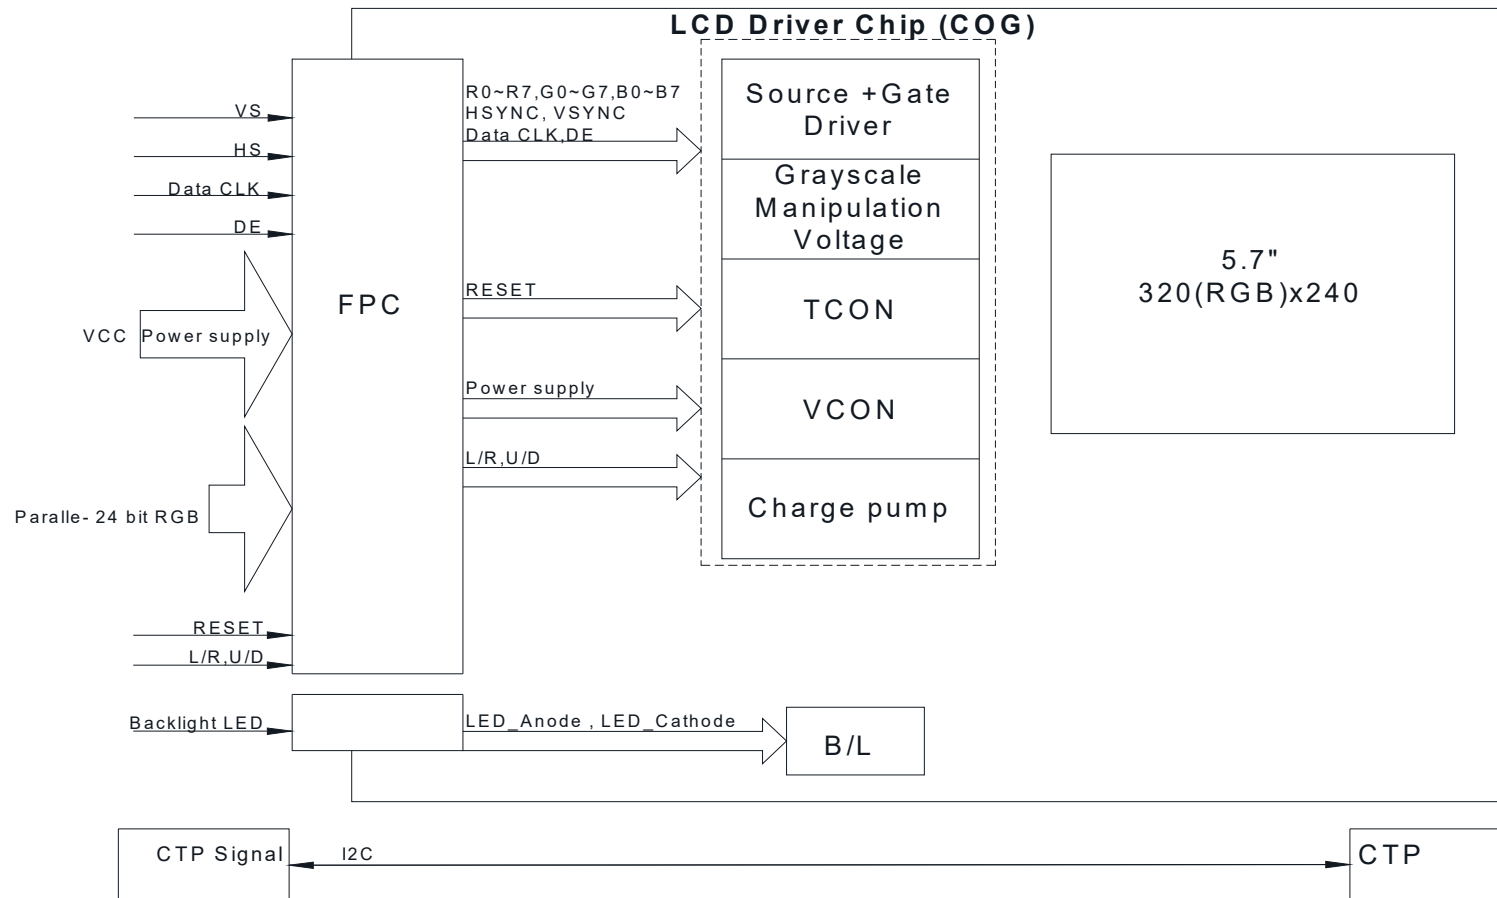 LCD Driver Chip (COG)
VS
HS
Data CLK
DE
VCC Power supply
Paralle- 24 bit RGB
RESET
L/R,U/D
FPC
R0~R7,G0~G7,B0~B7
HSYNC, VSYNC
Data CLK,DE
RESET
Power supply
L/R,U/D
Source +Gate
Driver
Grayscale
Manipulation
Voltage
TCON
VCON
Charge pump
5.7"
320(RGB)x240
Backlight LED
LED_Anode , LED_Cathode
B/L
CTP Signal
I2C
CTP